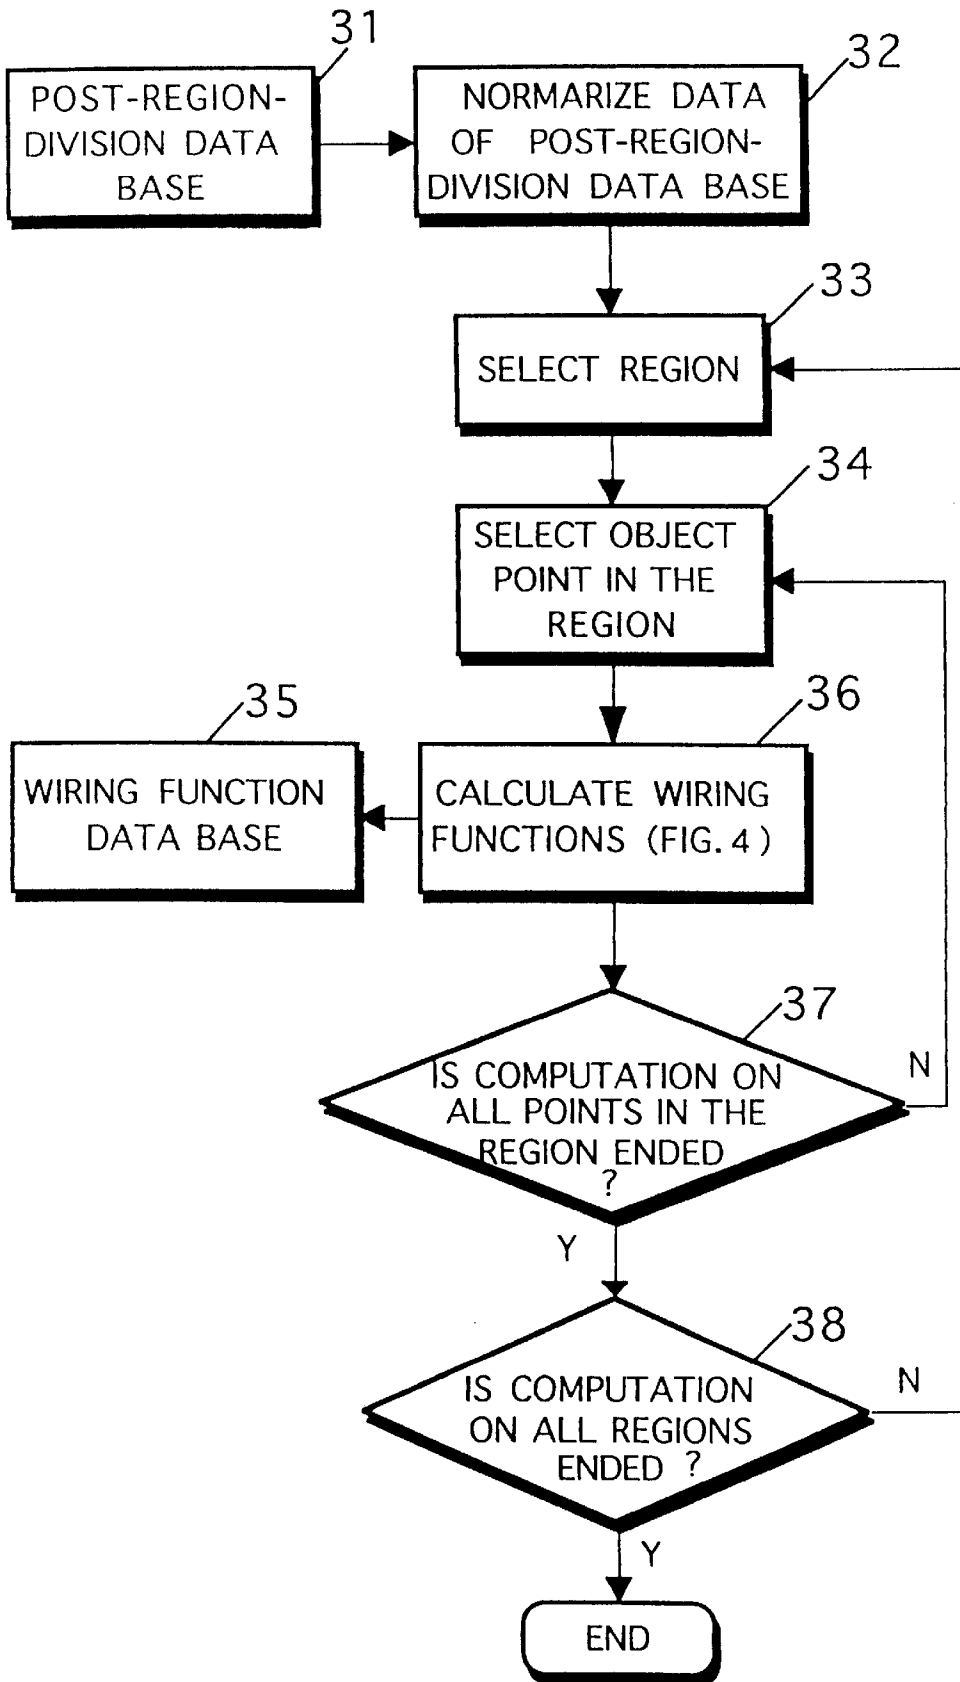 31
POST-REGION-
DIVISION DATA
BASE
32
NORMARIZE DATA
OF POST-REGION-
DIVISION DATA BASE
33
SELECT REGION
34
SELECT OBJECT
POINT IN THE
REGION
35
WIRING FUNCTION
DATA BASE
36
CALCULATE WIRING
FUNCTIONS (FIG. 4)
37
IS COMPUTATION ON
ALL POINTS IN THE
REGION ENDED
?
N
Y
38
IS COMPUTATION
ON ALL REGIONS
ENDED ?
N
Y
END